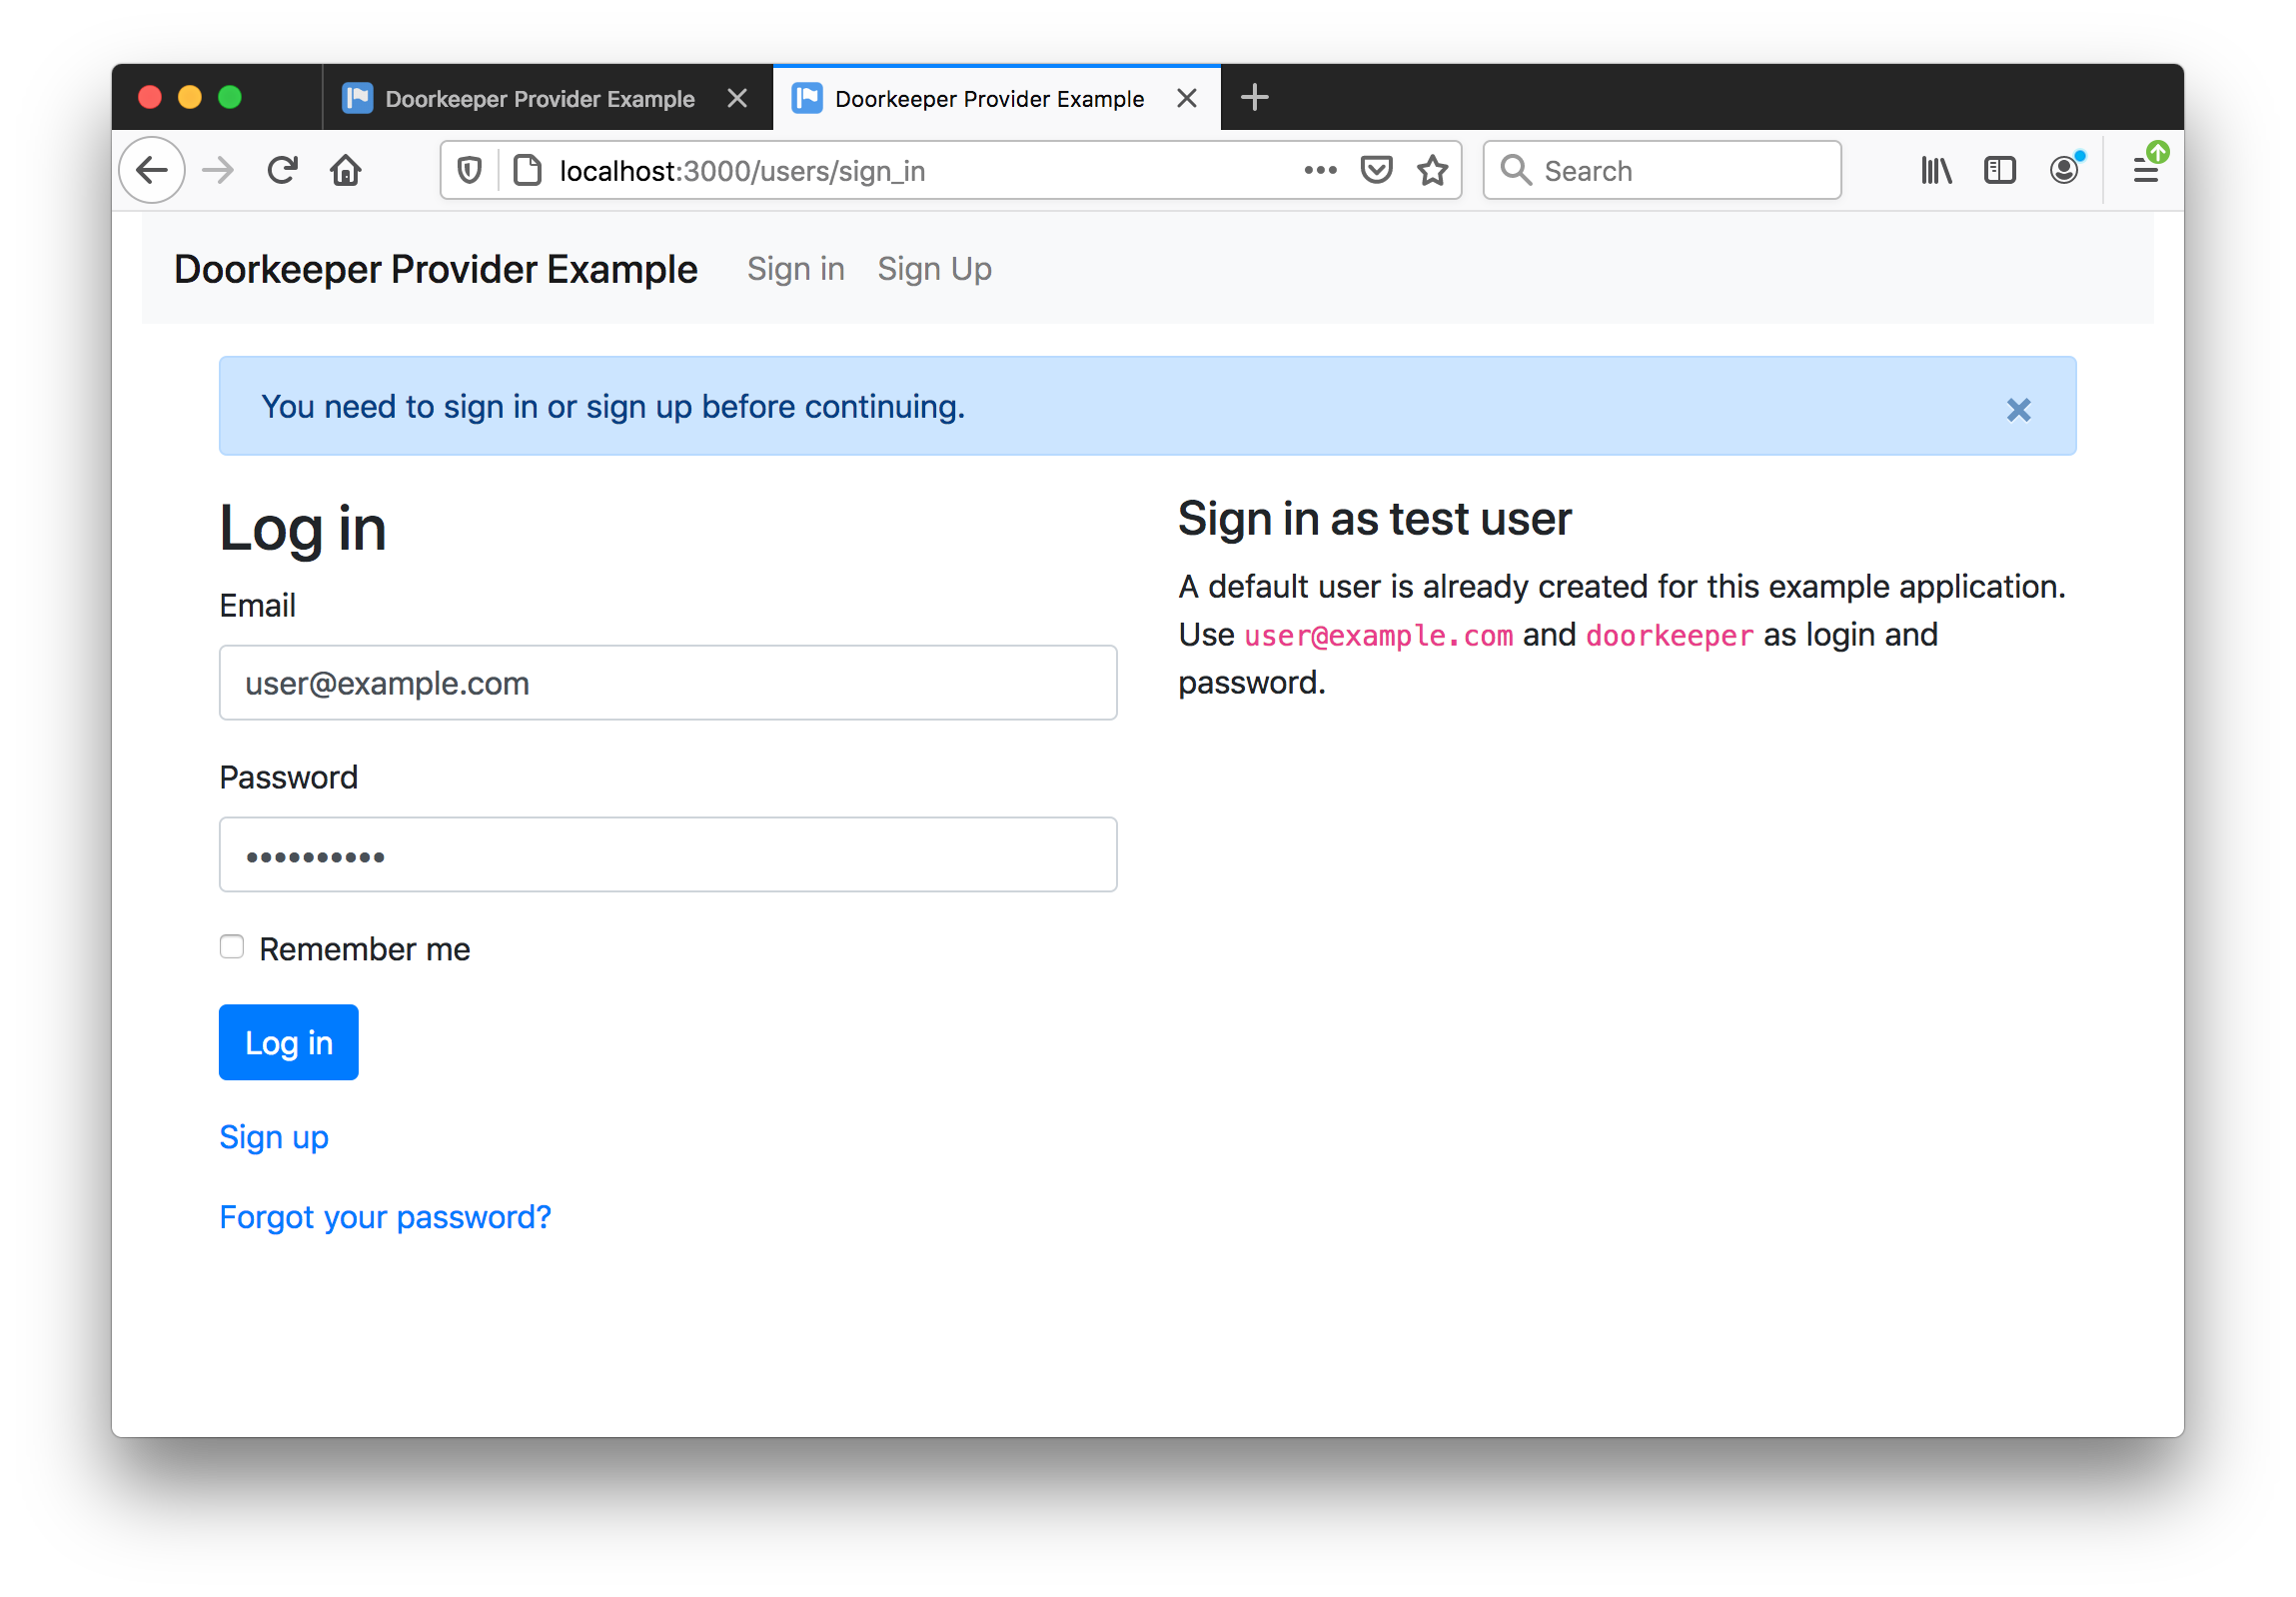 Doorkeeper Provider Example
Doorkeeper Provider Example
localhost:3000/users/sign_in
Search
Doorkeeper Provider Example Sign in Sign Up
You need to sign in or sign up before continuing.
Log in
Email
user@example.com
Password
••••••••••
Remember me
Log in
Sign up
Forgot your password?
Sign in as test user
A default user is already created for this example application.
Use user@example.com and doorkeeper as login and
password.